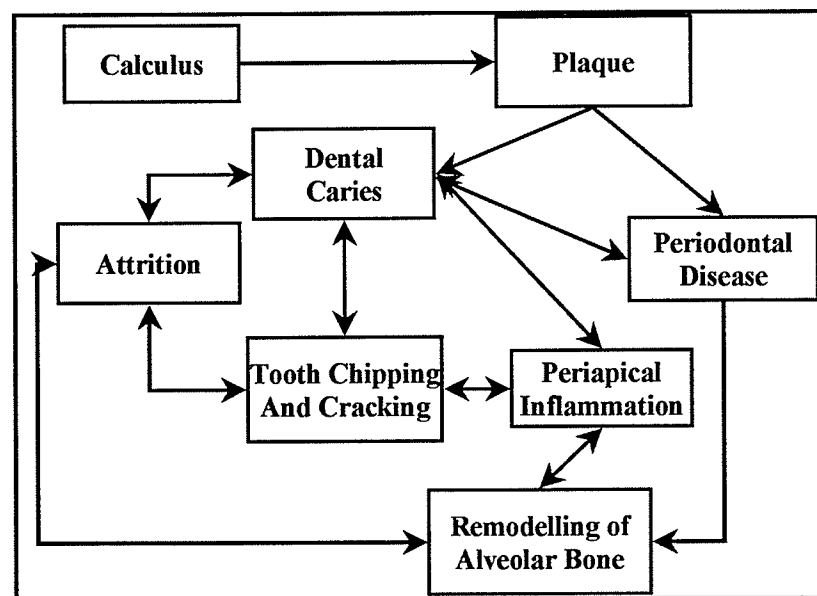 Calculus
Plaque
Dental
Caries
Attrition
Periodontal
Disease
Tooth Chipping
And Cracking
Periapical
Inflammation
Remodelling of
Alveolar Bone